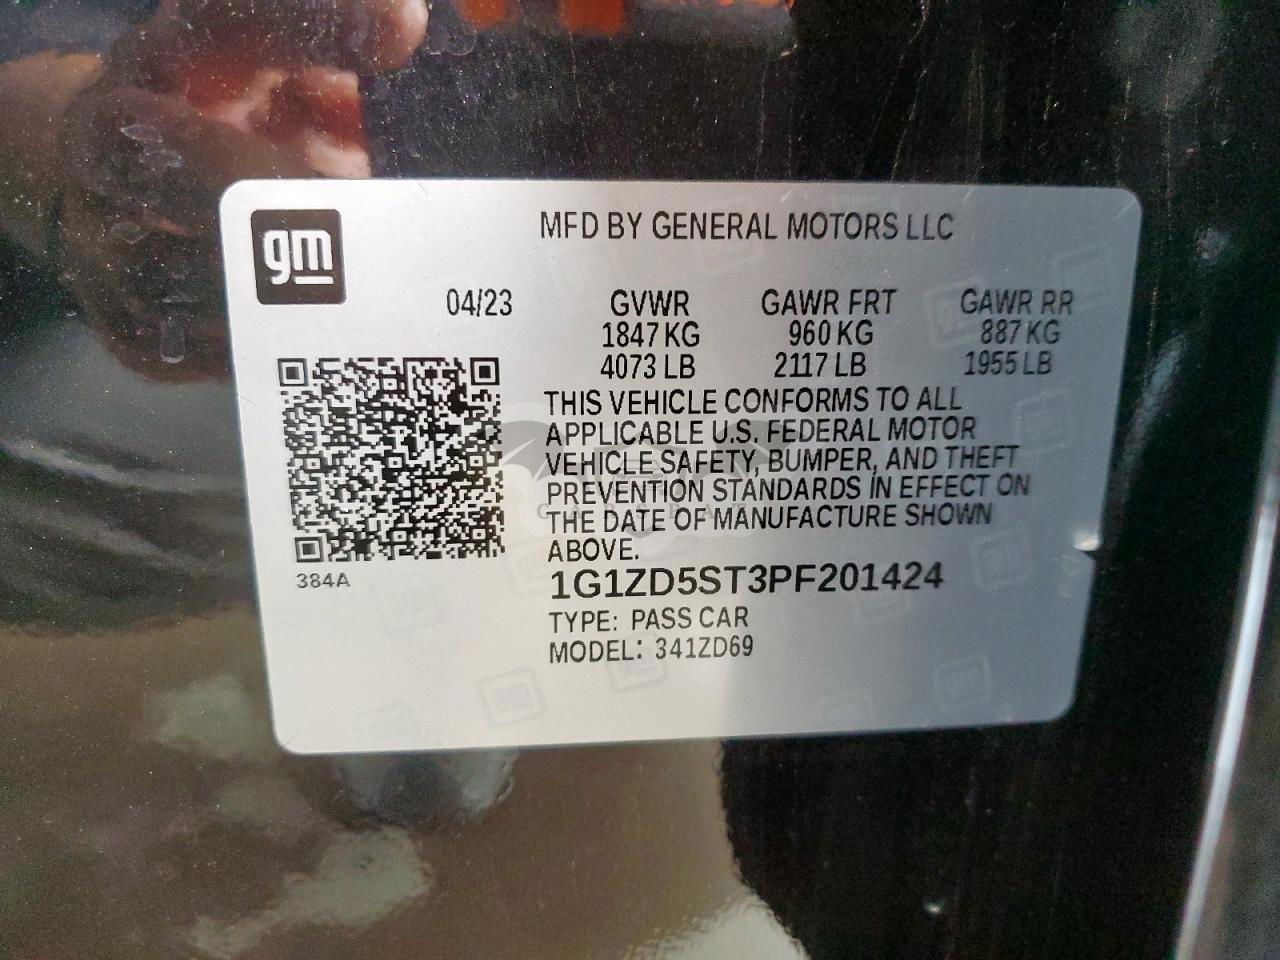 gm
MFD BY GENERAL MOTORS LLC
04/23 GVWR GAWR FRT GAWR RR
1847 KG 960 KG 887 KG
4073 LB 2117 LB 1955 LB
THIS VEHICLE CONFORMS TO ALL
APPLICABLE U.S. FEDERAL MOTOR
VEHICLE SAFETY, BUMPER, AND THEFT
PREVENTION STANDARDS IN EFFECT ON
THE DATE OF MANUFACTURE SHOWN
ABOVE.
384A
1G1ZD5ST3PF201424
TYPE: PASS CAR
MODEL: 341ZD69